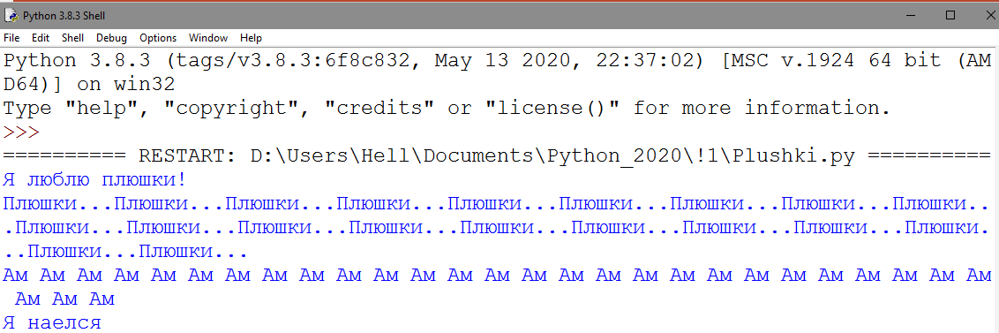 Python 3.8.3 Shell
File Edit Shell Debug Options Window Help
Python 3.8.3 (tags/v3.8.3:6f8c832, May 13 2020, 22:37:02) [MSC v.1924 64 bit (AM
D64)] on win32
Type "help", "copyright", "credits" or "license()" for more information.
>>>
========== RESTART: D:\Users\Hell\Documents\Python_2020\!1\Plushki.py ==========
Я люблю плюшки!
Плюшки...Плюшки...Плюшки...Плюшки...Плюшки...Плюшки...Плюшки...Плюшки...Плюшки..
.Плюшки...Плюшки...Плюшки...Плюшки...Плюшки...Плюшки...Плюшки...Плюшки...Плюшки.
..Плюшки...Плюшки...
Ам Ам Ам Ам Ам Ам Ам Ам Ам Ам Ам Ам Ам Ам Ам Ам Ам Ам Ам Ам Ам Ам Ам Ам Ам Ам Ам
 Ам Ам Ам
Я наелся